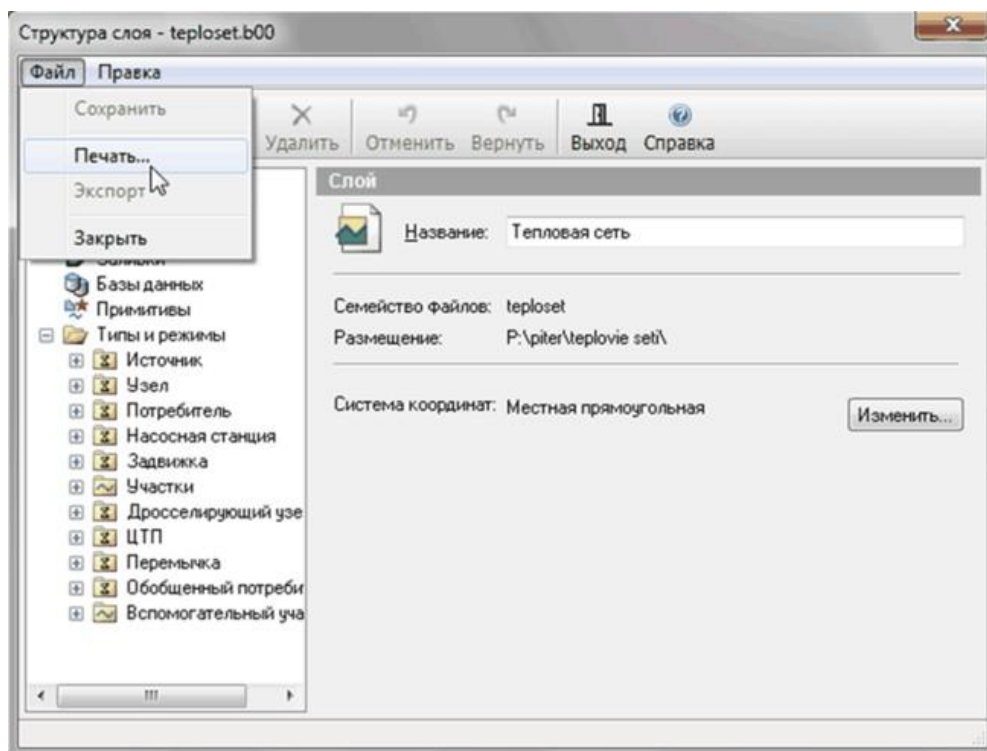 Структура слоя - teploset.b00
Файл Правка
Сохранить
Печать...
Экспорт
Закрыть
Удалить Отменить Вернуть Выход Справка
Слой
Название: Тепловая сеть
Семейство файлов: teploset
Размещение: P:\piter\teplovie seti\
Система координат: Местная прямоугольная
Изменить...
Заливки
Базы данных
Примитивы
Типы и режимы
Источник
Узел
Потребитель
Насосная станция
Задвижка
Участки
Дросселирующий узе
ЦТП
Перемычка
Обобщенный потреби
Вспомогательный уча